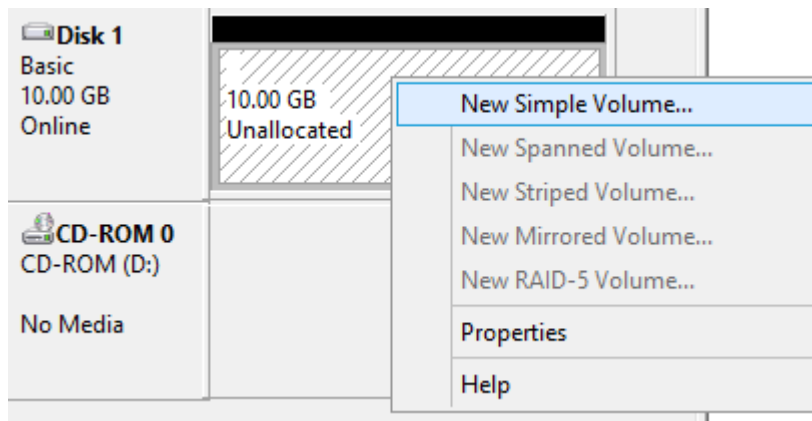 Disk 1
Basic
10.00 GB
Online
10.00 GB
Unallocated
New Simple Volume...
New Spanned Volume...
New Striped Volume...
New Mirrored Volume...
New RAID-5 Volume...
Properties
Help
CD-ROM 0
CD-ROM (D:)
No Media